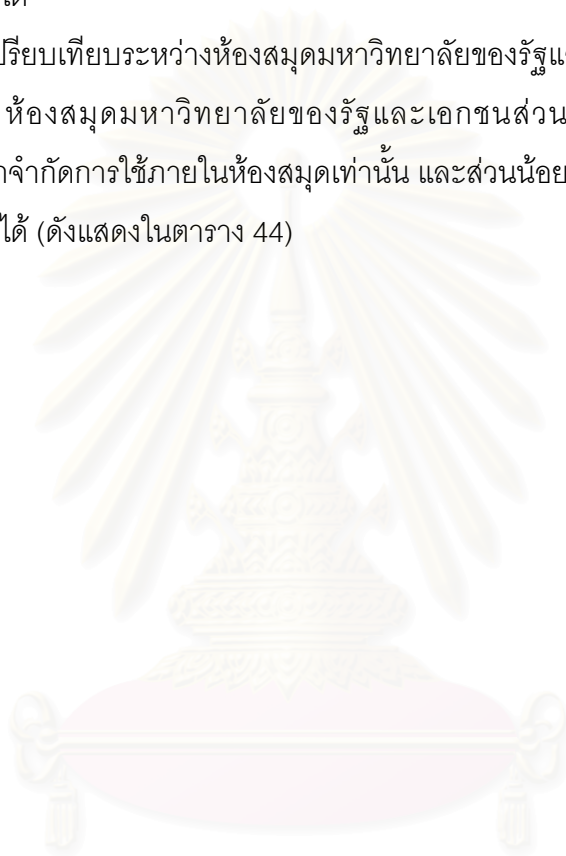 ปรียบเทียบระหว่างห้องสมุดมหาวิทยาลัยของรัฐแ
ห้องสมุดมหาวิทยาลัยของรัฐและเอกชนส่วน
จำกัดการใช้ภายในห้องสมุดเท่านั้น และส่วนน้อย
ได้ (ดังแสดงในตาราง 44)